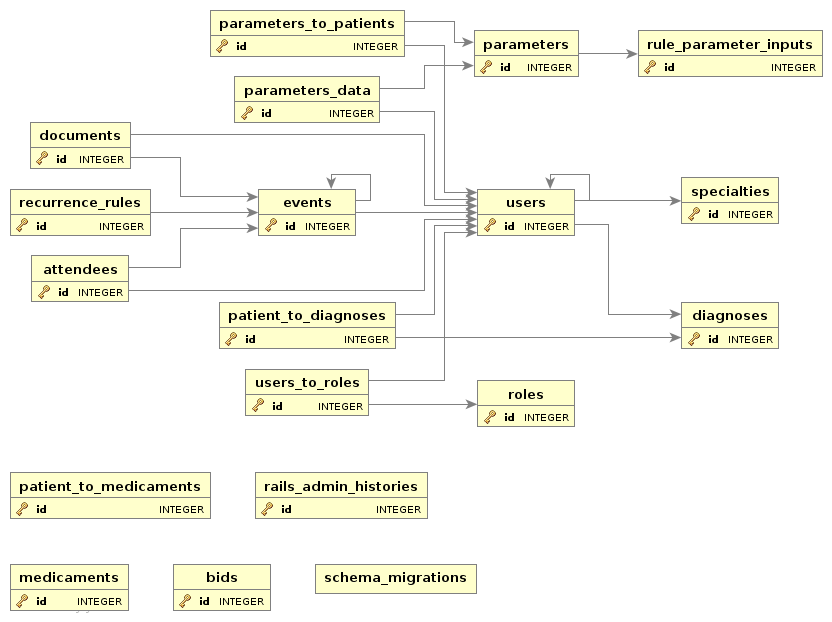 parameters_to_patients
id INTEGER
parameters
id INTEGER
rule_parameter_inputs
id INTEGER
parameters_data
id INTEGER
documents
id INTEGER
recurrence_rules
id INTEGER
events
id INTEGER
users
id INTEGER
specialties
id INTEGER
attendees
id INTEGER
patient_to_diagnoses
id INTEGER
diagnoses
id INTEGER
users_to_roles
id INTEGER
roles
id INTEGER
patient_to_medicaments
id INTEGER
rails_admin_histories
id INTEGER
medicaments
id INTEGER
bids
id INTEGER
schema_migrations